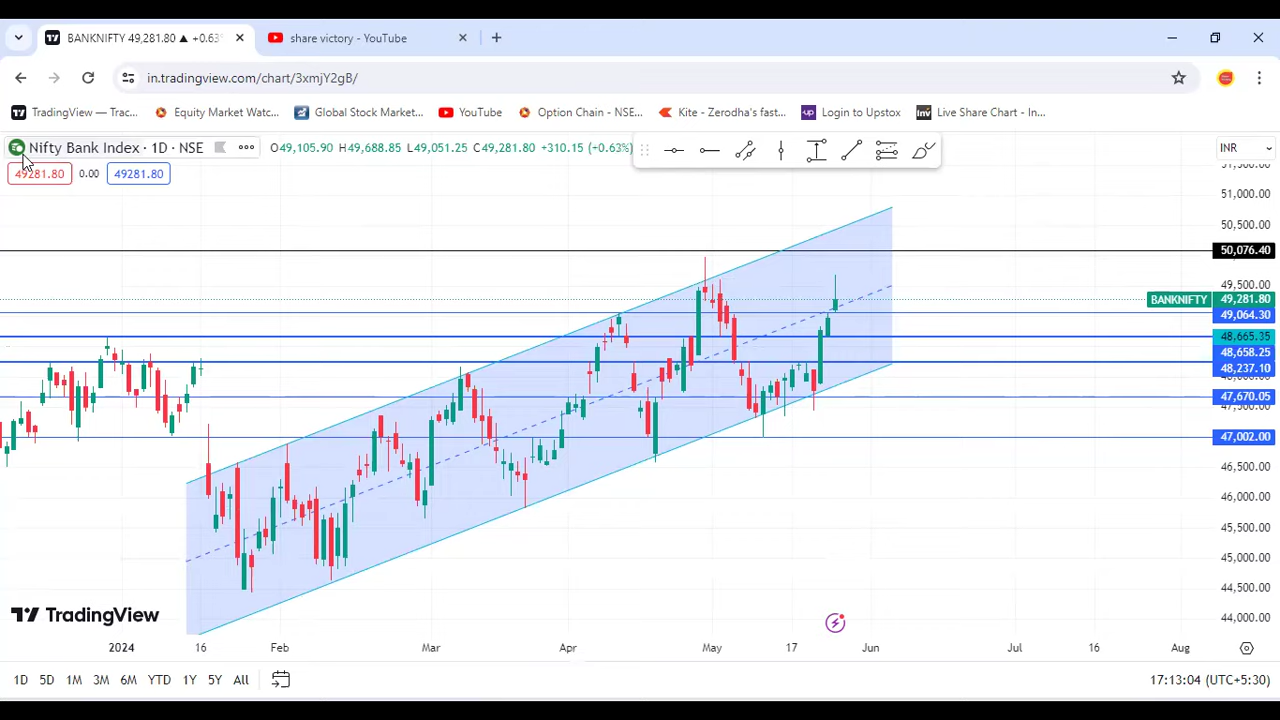 BANKNIFTY 49,281.80 ▲ +0.63%
share victory - YouTube
in.tradingview.com/chart/3xmjY2gB/
TradingView — Trac...
Equity Market Watc...
Global Stock Market...
YouTube
Option Chain - NSE...
Kite - Zerodha's fast...
Login to Upstox
Live Share Chart - In...
Nifty Bank Index · 1D · NSE
O49,105.90 H49,688.85 L49,051.25 C49,281.80 +310.15 (+0.63%)
INR
49281.80 0.00 49281.80
51,000.00
50,500.00
50,076.40
49,500.00
BANKNIFTY 49,281.80
49,064.30
48,665.35
48,658.25
48,237.10
47,670.05
47,002.00
46,500.00
46,000.00
45,500.00
45,000.00
44,500.00
44,000.00
TradingView
2024 16 Feb Mar Apr May 17 Jun Jul 16 Aug
1D 5D 1M 3M 6M YTD 1Y 5Y All
17:13:04 (UTC+5:30)